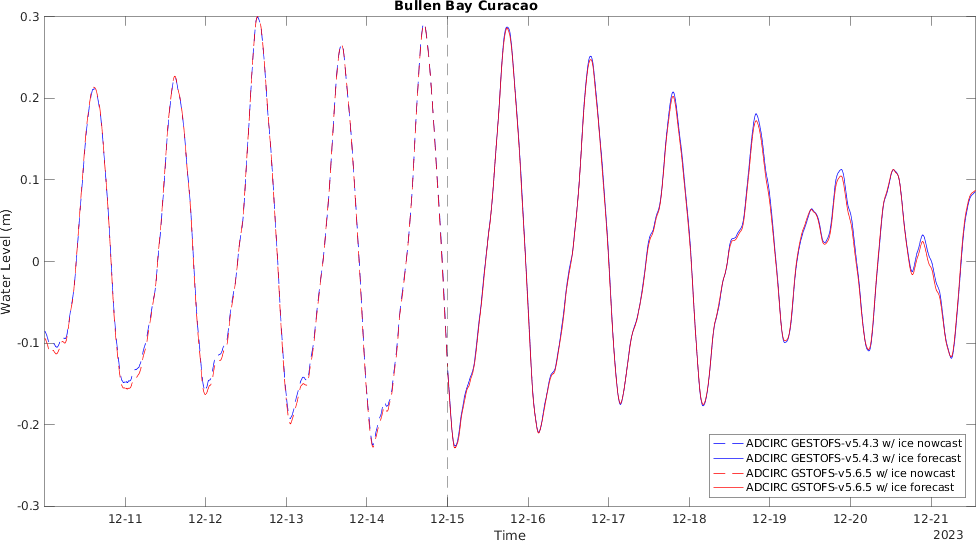 Bullen Bay Curacao
0.3
0.2
0.1
0
-0.1
-0.2
-0.3
Water Level (m)
12-11 12-12 12-13 12-14 12-15 12-16 12-17 12-18 12-19 12-20 12-21
Time
2023
ADCIRC GESTOFS-v5.4.3 w/ ice nowcast
ADCIRC GESTOFS-v5.4.3 w/ ice forecast
ADCIRC GSTOFS-v5.6.5 w/ ice nowcast
ADCIRC GSTOFS-v5.6.5 w/ ice forecast